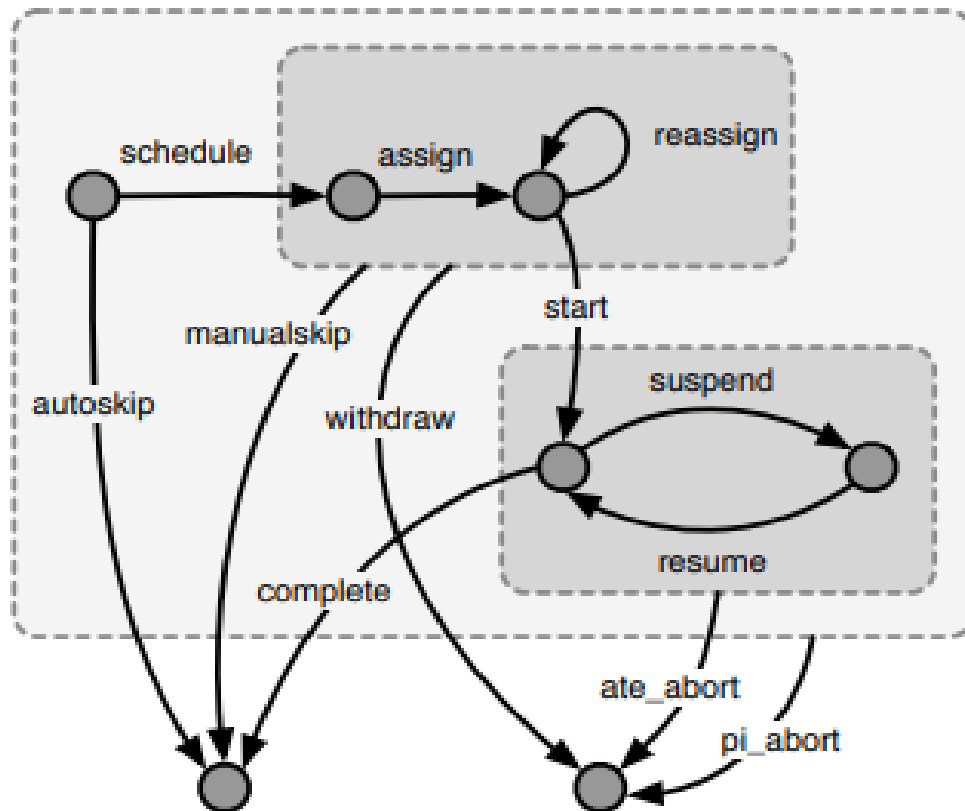 schedule
assign
reassign
start
manualskip
suspend
autoskip
withdraw
resume
complete
ate_abort
pi_abort